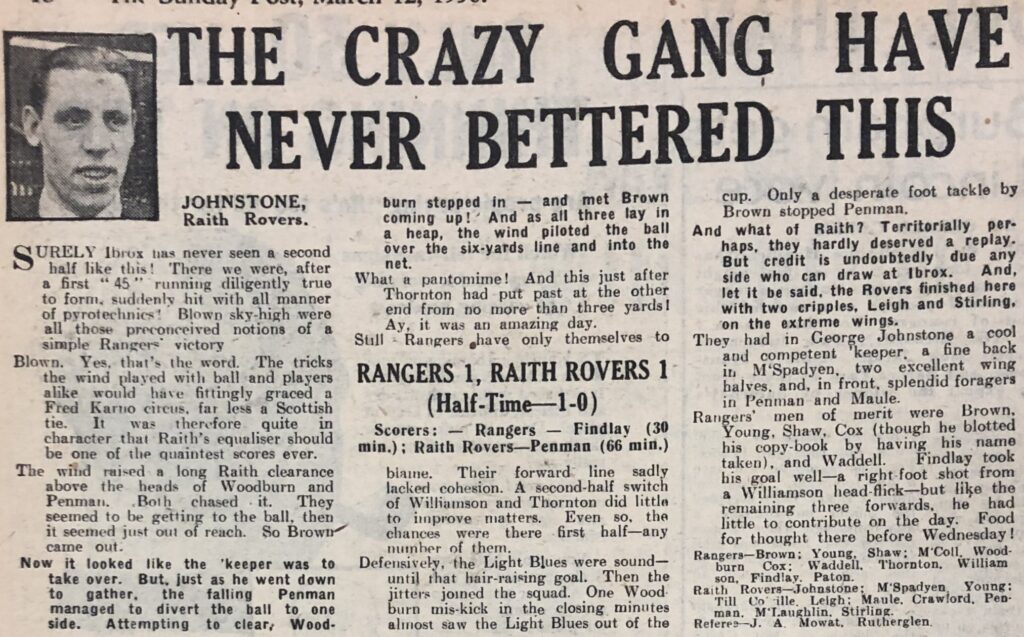 The Sunday Post, March 12, 1950.
THE CRAZY GANG HAVE
NEVER BETTERED THIS
JOHNSTONE,
Raith Rovers.
SURELY Ibrox has never seen a second
half like this! There we were, after
a first "45" running diligently true
to form, suddenly hit with all manner
of pyrotechnics! Blown sky-high were
all those preconceived notions of a
simple Rangers' victory
Blown. Yes, that's the word. The tricks
the wind played with ball and players
alike would have fittingly graced a
Fred Karno circus, far less a Scottish
tie. It was therefore quite in
character that Raith's equaliser should
be one of the quaintest scores ever.
The wind raised a long Raith clearance
above the heads of Woodburn and
Penman. Both chased it. They
seemed to be getting to the ball, then
it seemed just out of reach. So Brown
came out.
Now it looked like the 'keeper was to
take over. But, just as he went down
to gather, the falling Penman
managed to divert the ball to one
side. Attempting to clear, Wood-
burn stepped in — and met Brown
coming up! And as all three lay in
a heap, the wind piloted the ball
over the six-yards line and into the
net.
What a pantomime! And this just after
Thornton had put past at the other
end from no more than three yards!
Ay, it was an amazing day.
Still Rangers have only themselves to
RANGERS 1, RAITH ROVERS 1
(Half-Time—1-0)
Scorers: — Rangers — Findlay (30
min.); Raith Rovers—Penman (66 min.)
blame. Their forward line sadly
lacked cohesion. A second-half switch
of Williamson and Thornton did little
to improve matters. Even so, the
chances were there first half—any
number of them.
Defensively, the Light Blues were sound—
until that hair-raising goal. Then the
jitters joined the squad. One Wood
burn mis-kick in the closing minutes
almost saw the Light Blues out of the
cup. Only a desperate foot tackle by
Brown stopped Penman.
And what of Raith? Territorially per-
haps, they hardly deserved a replay.
But credit is undoubtedly due any
side who can draw at Ibrox. And,
let it be said, the Rovers finished here
with two cripples, Leigh and Stirling,
on the extreme wings.
They had in George Johnstone a cool
and competent 'keeper, a fine back
in M'Spadyen, two excellent wing
halves, and, in front, splendid foragers
in Penman and Maule.
Rangers' men of merit were Brown,
Young, Shaw, Cox (though he blotted
his copy-book by having his name
taken), and Waddell. Findlay took
his goal well—a right-foot shot from
a Williamson head-flick—but like the
remaining three forwards, he had
little to contribute on the day. Food
for thought there before Wednesday!
Rangers—Brown; Young, Shaw; M'Coll, Wood-
burn Cox; Waddell, Thornton, William
son, Findlay, Paton.
Raith Rovers—Johnstone; M'Spadyen, Young;
Till Leigh; Maule, Crawford, Pen-
man, M'Laughlin, Stirling.
Referee—J. A. Mowat, Rutherglen.